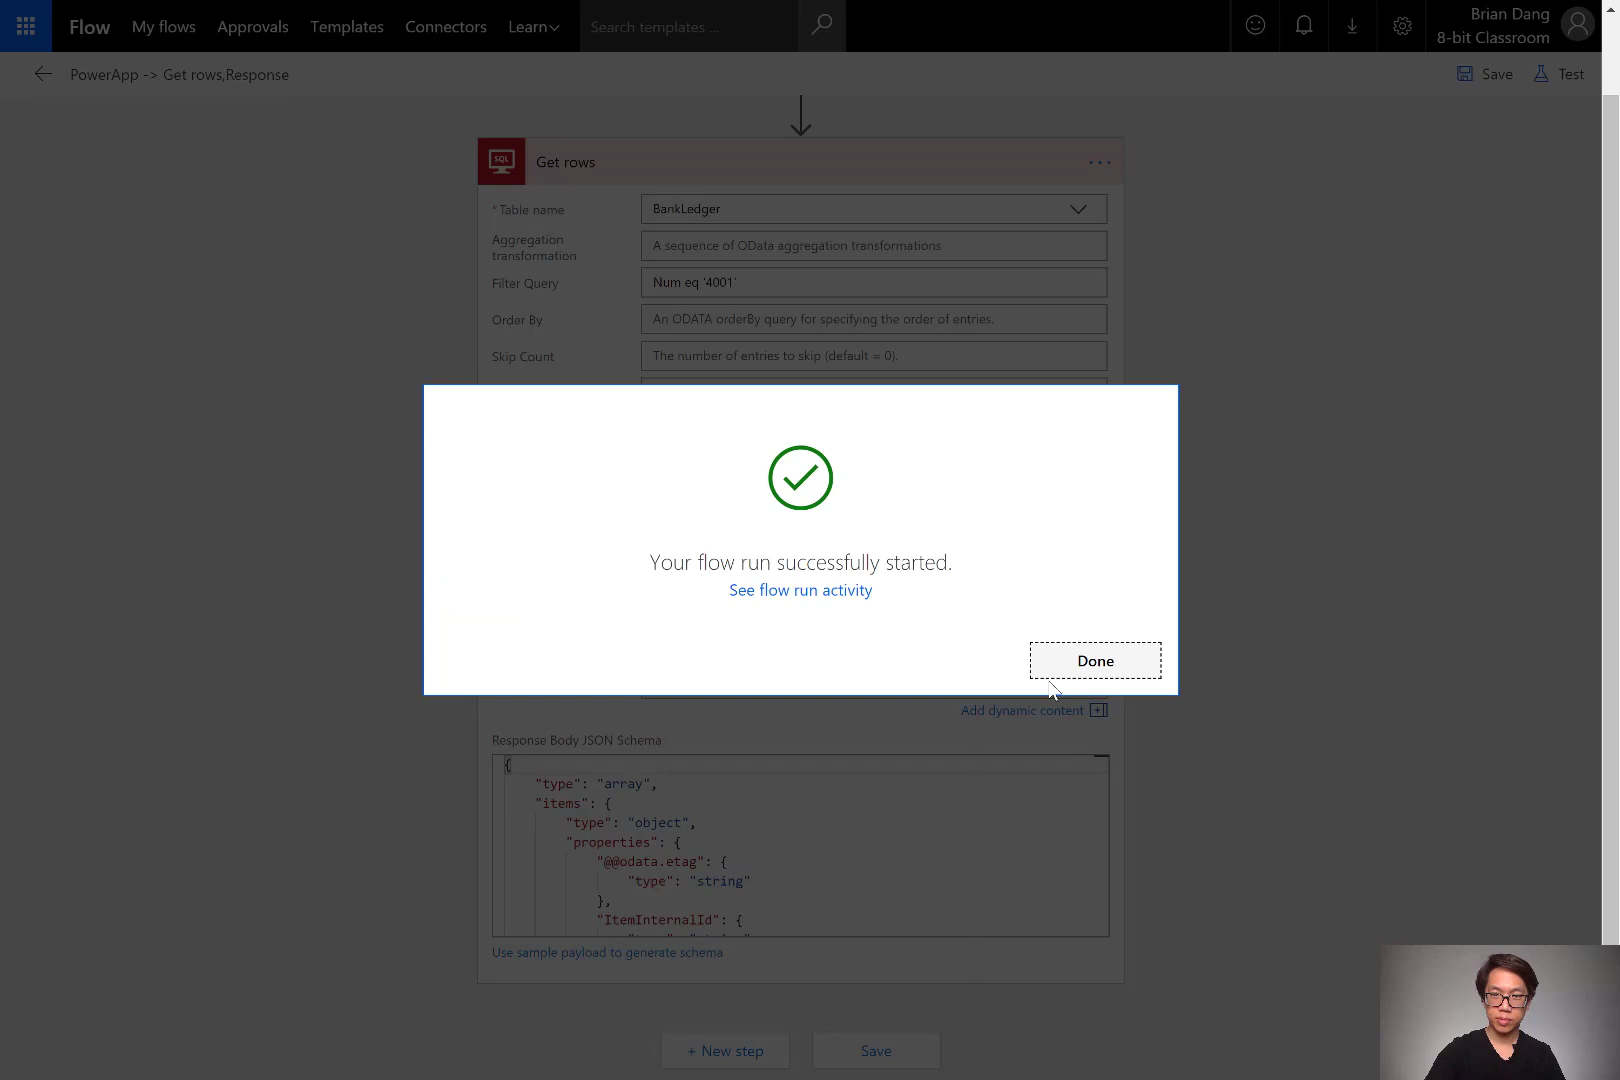 Flow My flows Approvals Templates Connectors Learn Search templates ... Brian Dang
8-bit Classroom
PowerApp -> Get rows,Response Save Test
SQL Get rows ...
* Table name BankLedger
Aggregation
transformation A sequence of OData aggregation transformations
Filter Query Num eq '4001'
Order By An ODATA orderBy query for specifying the order of entries.
Skip Count The number of entries to skip (default = 0).
Your flow run successfully started.
See flow run activity
Done
Add dynamic content
Response Body JSON Schema
{
"type": "array",
"items": {
"type": "object",
"properties": {
"@@odata.etag": {
"type": "string"
},
"ItemInternalId": {
Use sample payload to generate schema
+ New step Save